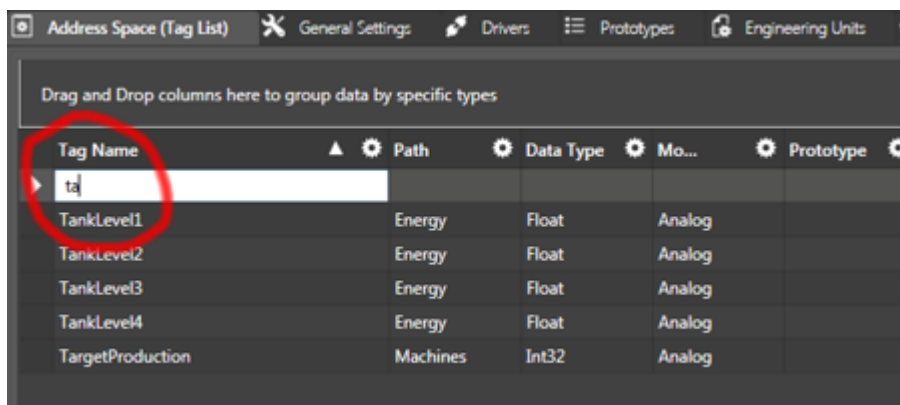 Address Space (Tag List) General Settings Drivers Prototypes Engineering Units
Drag and Drop columns here to group data by specific types
Tag Name Path Data Type Mo... Prototype
ta
TankLevel1 Energy Float Analog
TankLevel2 Energy Float Analog
TankLevel3 Energy Float Analog
TankLevel4 Energy Float Analog
TargetProduction Machines Int32 Analog